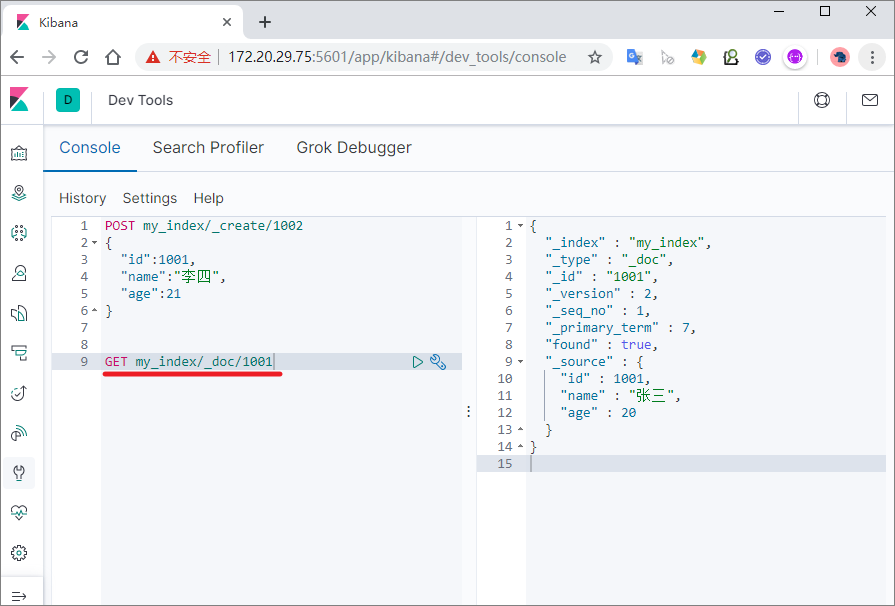 Kibana
不安全 172.20.29.75:5601/app/kibana#/dev_tools/console
D Dev Tools
Console Search Profiler Grok Debugger
History Settings Help
1 POST my_index/_create/1002
2 {
3 "id":1001,
4 "name":"李四",
5 "age":21
6 }
7
8
9 GET my_index/_doc/1001
1 {
2 "_index" : "my_index",
3 "_type" : "_doc",
4 "_id" : "1001",
5 "_version" : 2,
6 "_seq_no" : 1,
7 "_primary_term" : 7,
8 "found" : true,
9 "_source" : {
10 "id" : 1001,
11 "name" : "张三",
12 "age" : 20
13 }
14 }
15